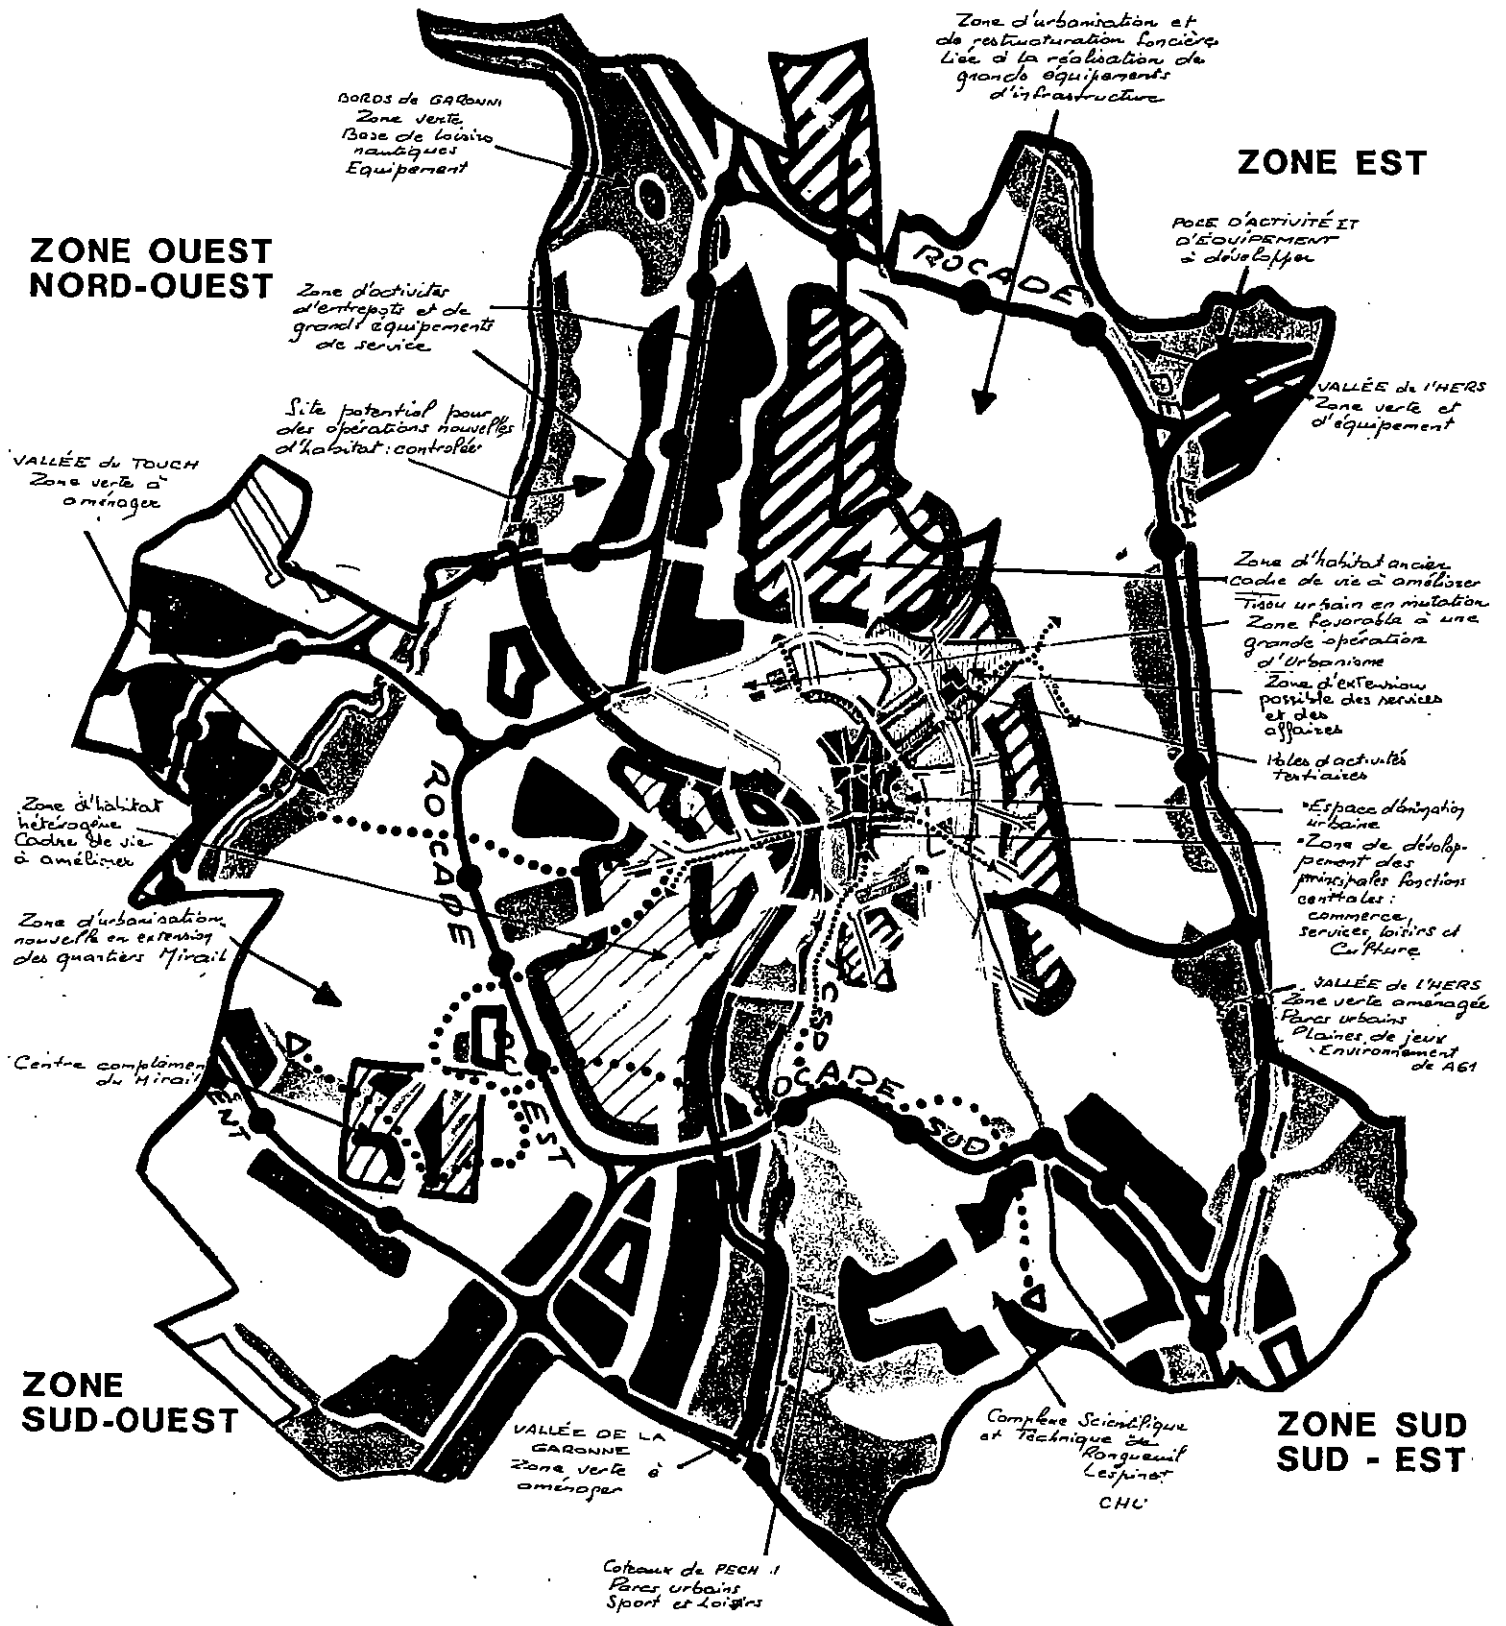 Zone d'urbanisation et
de restructuration foncière
Liée à la réalisation de
grands équipements
d'infrastructure
BORDS de GARONN
Zone verte
Base de loisirs
nautiques
Equipement
ZONE EST
POLE D'ACTIVITÉ ET
D'ÉQUIPEMENT
à développer
ZONE OUEST
NORD-OUEST
Zone d'activités
d'entrepots et de
grands équipements
de service
ROCADE
DE
VALLÉE de l'HERS
Zone verte et
d'équipement
Site potentiel pour
des opérations nouvelles
d'habitat : controlée
VALLÉE du TOUCH
Zone verte à
aménager
Zone d'habitat ancien
cadre de vie à améliorer
Tissu urbain en mutation
Zone favorable à une
grande opération
d'Urbanisme
Zone d'extension
possible des services
et des
affaires
Poles d'activités
tertiaires
Zone d'habitat
hétérogène
Cadre de vie
à améliorer
ROCADE
Espace d'animation
urbaine
Zone de dévelop-
pement des
principales fonctions
centrales :
commerce,
services, loisirs et
Culture
Zone d'urbanisation
nouvelle en extension
des quartiers Mirail
VALLÉE de l'HERS
Zone verte aménagée
Parcs urbains
Plaines de jeux
Environnement
de A61
Centre complémen
du Mirail
OCADE
SUD
EST
ZONE
SUD-OUEST
VALLÉE DE LA
GARONNE
Zone verte à
aménager
Complexe Scientifique
et Technique de
Rangueil
Lespinet
CHU
ZONE SUD
SUD - EST
Coteaux de PECH
Parcs urbains
Sport et Loisirs